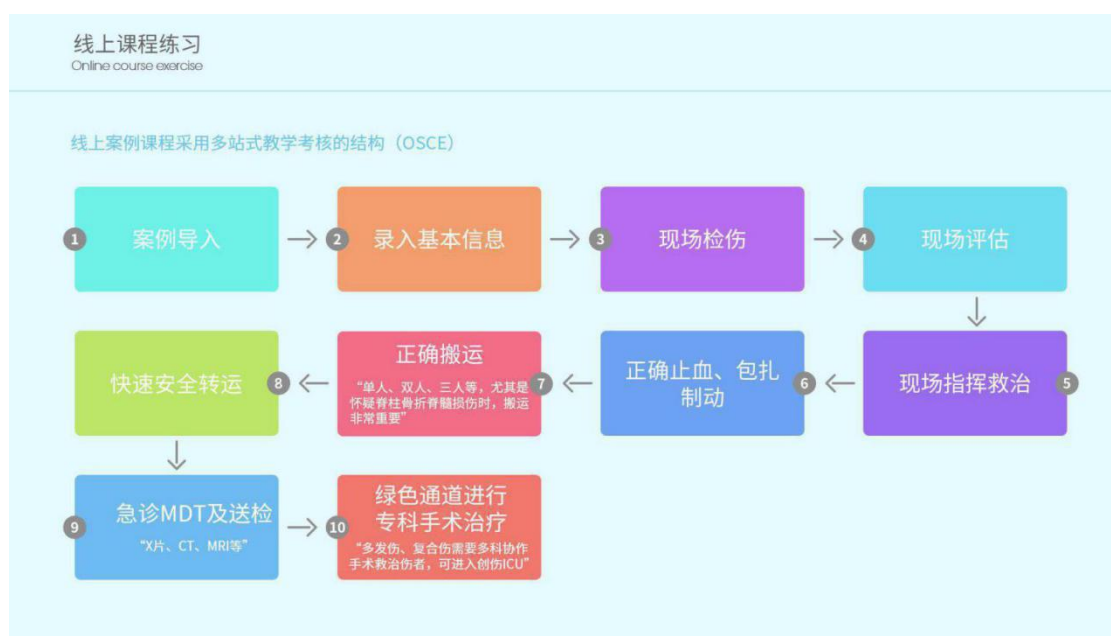 线上课程练习
Online course exercise
线上案例课程采用多站式教学考核的结构（OSCE）
1
案例导入
2
录入基本信息
3
现场检伤
4
现场评估
现场指挥救治
5
正确止血、包扎
制动
6
正确搬运
“单人、双人、三人等，尤其是
怀疑脊柱骨折脊髓损伤时，搬运
非常重要”
7
快速安全转运
8
9
急诊MDT及送检
“X片、CT、MRI等”
10
绿色通道进行
专科手术治疗
“多发伤、复合伤需要多科协作
手术救治伤者，可进入创伤ICU”